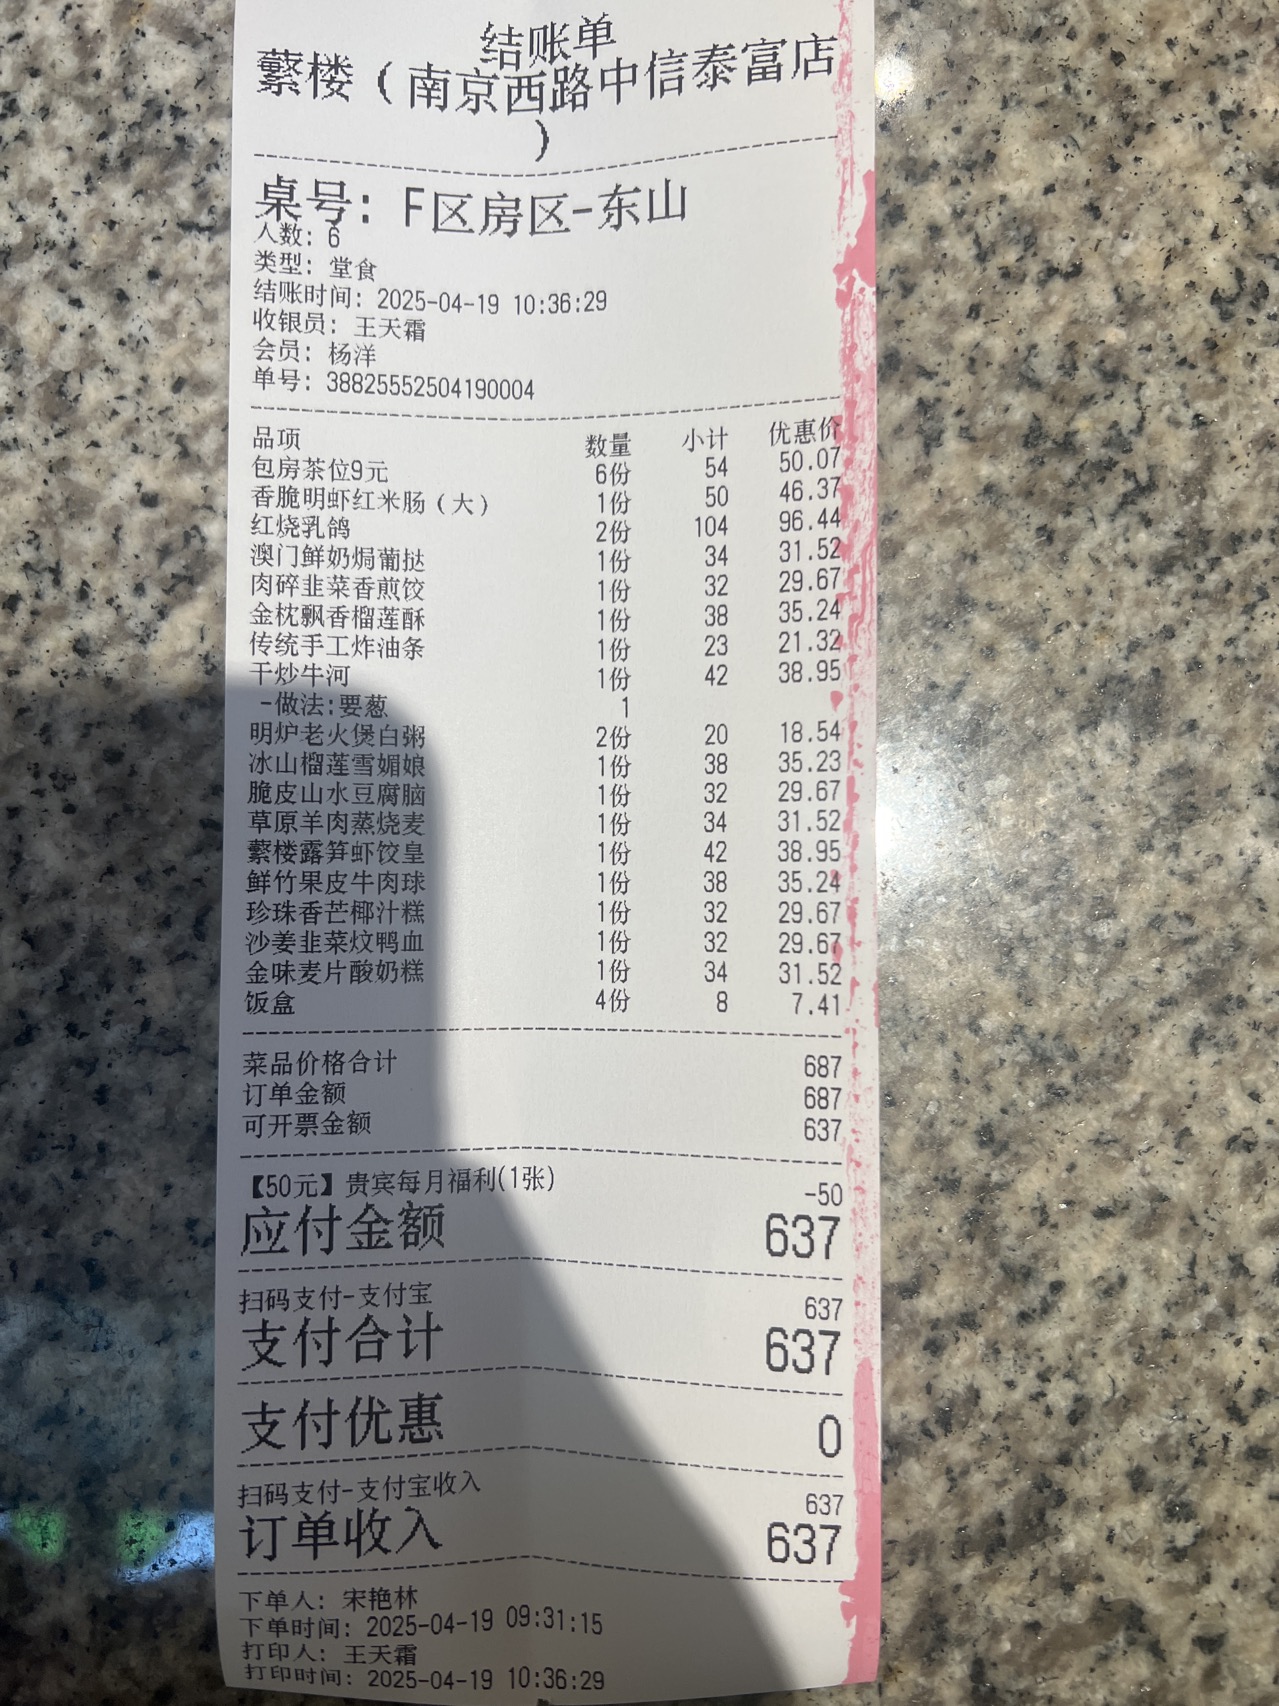 结账单
蘩楼（南京西路中信泰富店
）
桌号：F区房区-东山
人数：6
类型：堂食
结账时间：2025-04-19 10:36:29
收银员：王天霜
会员：杨洋
单号：38825552504190004
品项 数量 小计 优惠价
包房茶位9元 6份 54 50.07
香脆明虾红米肠（大） 1份 50 46.37
红烧乳鸽 2份 104 96.44
澳门鲜奶焗葡挞 1份 34 31.52
肉碎韭菜香煎饺 1份 32 29.67
金枕飘香榴莲酥 1份 38 35.24
传统手工炸油条 1份 23 21.32
干炒牛河 1份 42 38.95
-做法:要葱 1
明炉老火煲白粥 2份 20 18.54
冰山榴莲雪媚娘 1份 38 35.23
脆皮山水豆腐脑 1份 32 29.67
草原羊肉蒸烧麦 1份 34 31.52
蘩楼露笋虾饺皇 1份 42 38.95
鲜竹果皮牛肉球 1份 38 35.24
珍珠香芒椰汁糕 1份 32 29.67
沙姜韭菜炆鸭血 1份 32 29.67
金味麦片酸奶糕 1份 34 31.52
饭盒 4份 8 7.41
菜品价格合计 687
订单金额 687
可开票金额 637
【50元】贵宾每月福利(1张) -50
应付金额 637
扫码支付-支付宝 637
支付合计 637
支付优惠 0
扫码支付-支付宝收入 637
订单收入 637
下单人：宋艳林
下单时间：2025-04-19 09:31:15
打印人：王天霜
打印时间：2025-04-19 10:36:29